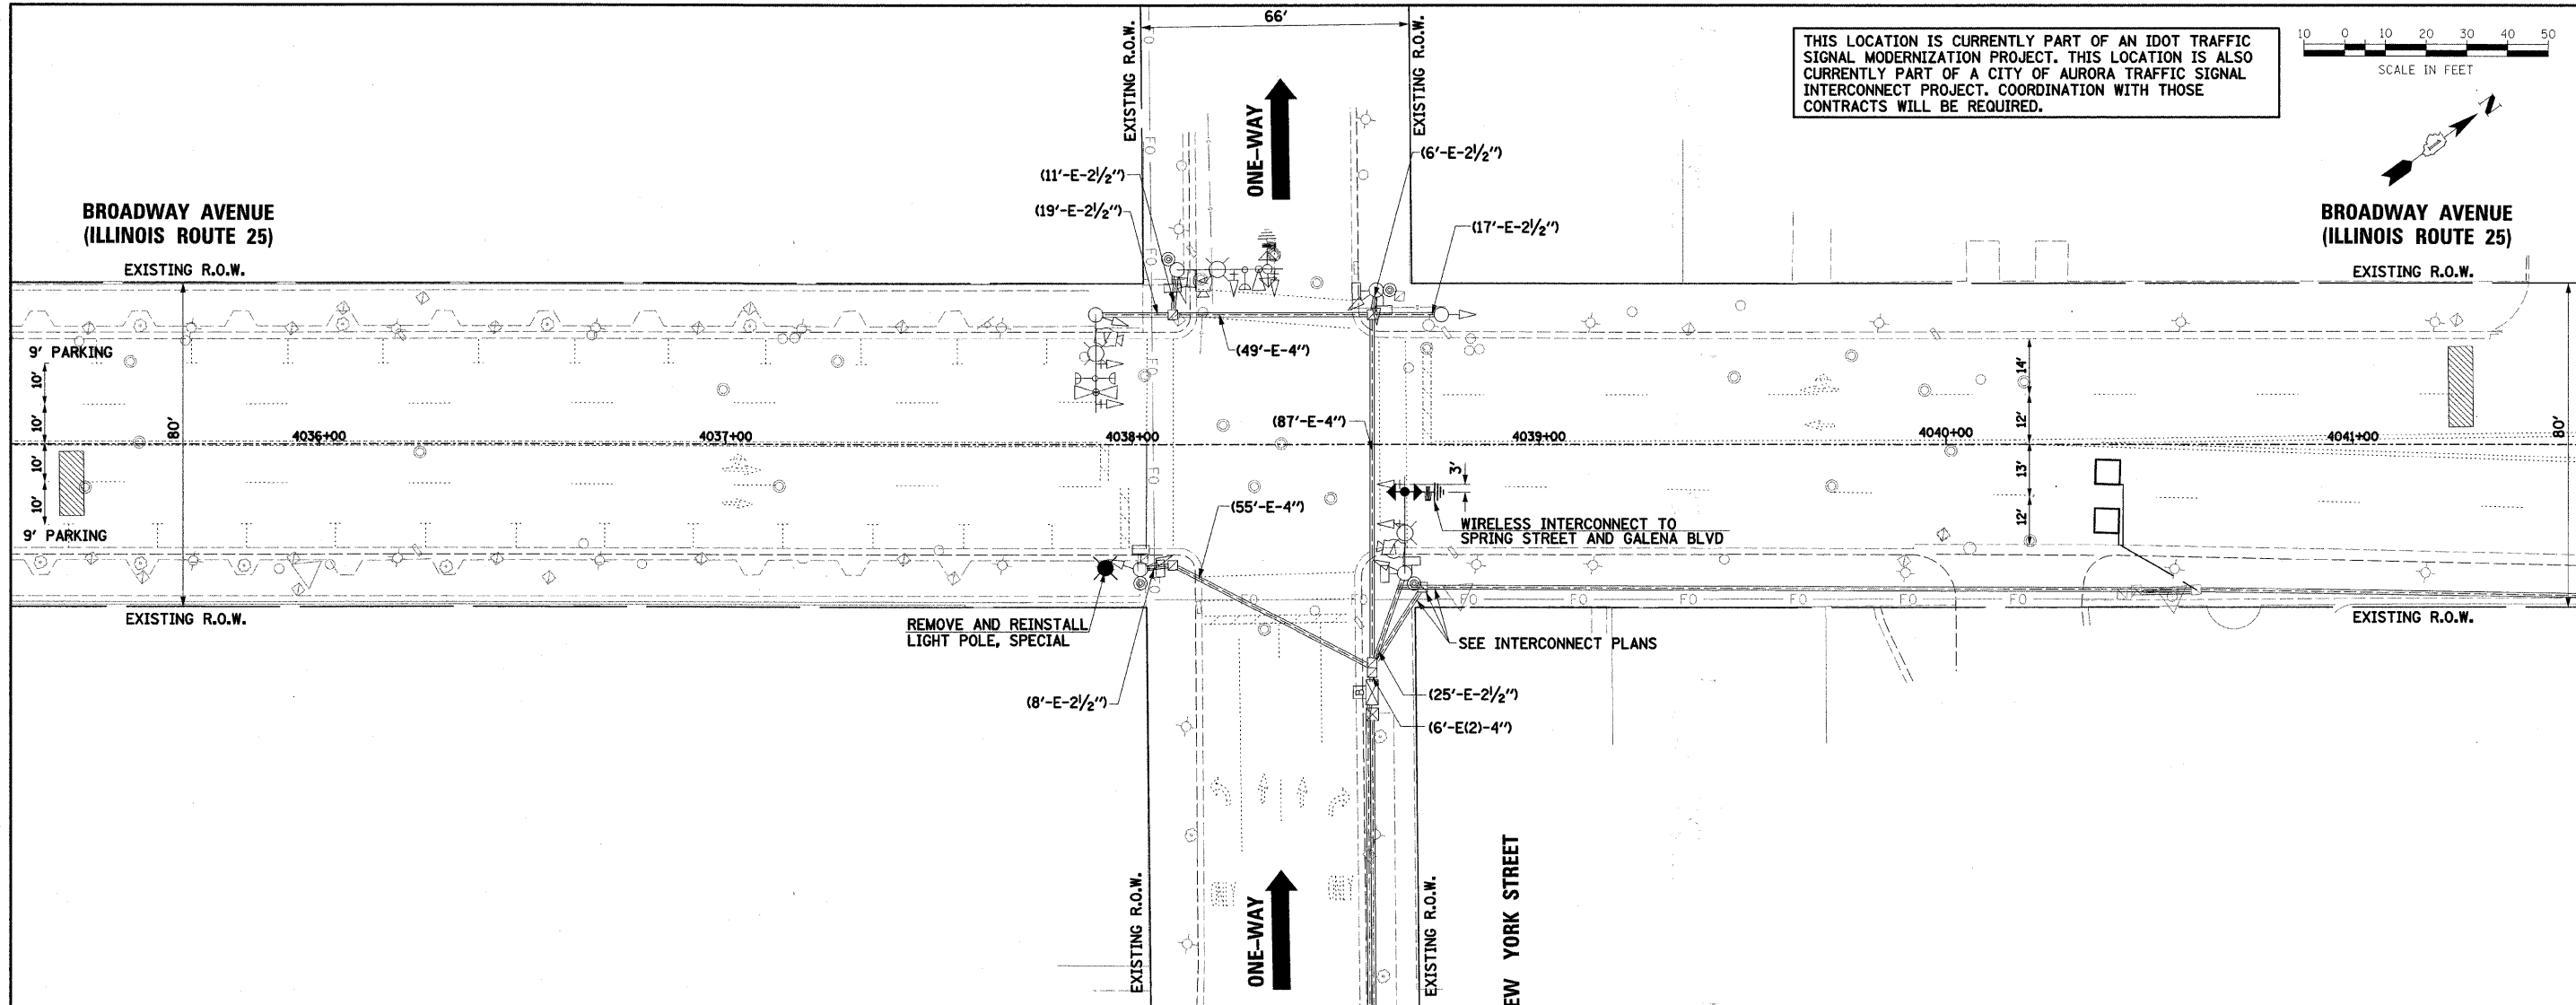 66'
EXISTING R.O.W.
EXISTING R.O.W.
THIS LOCATION IS CURRENTLY PART OF AN IDOT TRAFFIC
SIGNAL MODERNIZATION PROJECT. THIS LOCATION IS ALSO
CURRENTLY PART OF A CITY OF AURORA TRAFFIC SIGNAL
INTERCONNECT PROJECT. COORDINATION WITH THOSE
CONTRACTS WILL BE REQUIRED.
10 0 10 20 30 40 50
SCALE IN FEET
N
ONE-WAY
(6'-E-2½")
(11'-E-2½")
(19'-E-2½")
(17'-E-2½")
BROADWAY AVENUE
(ILLINOIS ROUTE 25)
BROADWAY AVENUE
(ILLINOIS ROUTE 25)
EXISTING R.O.W.
EXISTING R.O.W.
9' PARKING
(49'-E-4")
10'
10'
80'
10'
10'
14'
12'
13'
12'
80'
(87'-E-4")
4036+00
4037+00
4038+00
4039+00
4040+00
4041+00
3'
(55'-E-4")
WIRELESS INTERCONNECT TO
SPRING STREET AND GALENA BLVD
9' PARKING
FO FO FO FO FO FO FO
EXISTING R.O.W.
EXISTING R.O.W.
REMOVE AND REINSTALL
LIGHT POLE, SPECIAL
SEE INTERCONNECT PLANS
(8'-E-2½")
(25'-E-2½")
(6'-E(2)-4")
B
EXISTING R.O.W.
ONE-WAY
EXISTING R.O.W.
EW YORK STREET